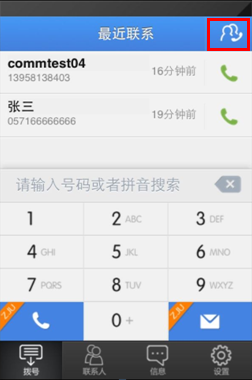 最近联系
commtest04
13958138403
16分钟前
张三
057166666666
19分钟前
请输入号码或者拼音搜索
1 2 ABC 3 DEF
4 GHI 5 JKL 6 MNO
7 PQRS 8 TUV 9 WXYZ
0 +
拨号 联系人 信息 设置